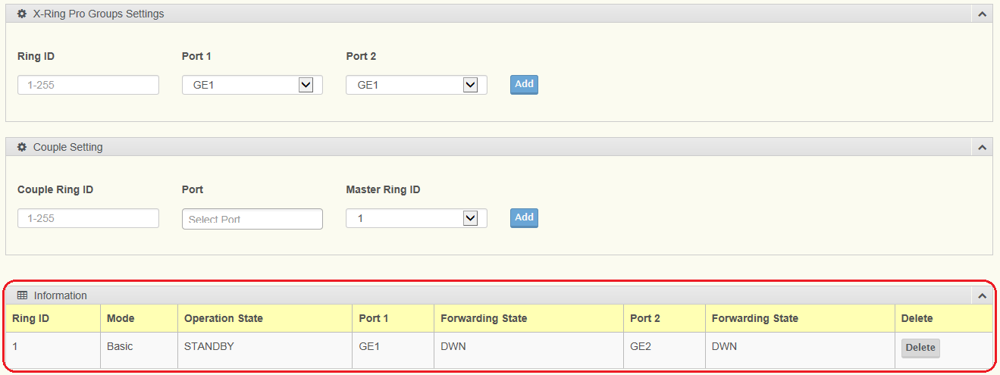 X-Ring Pro Groups Settings
Ring ID Port 1 Port 2
1-255 GE1 GE1 Add
Couple Setting
Couple Ring ID Port Master Ring ID
1-255 Select Port 1 Add
Information
Ring ID Mode Operation State Port 1 Forwarding State Port 2 Forwarding State Delete
1 Basic STANDBY GE1 DWN GE2 DWN Delete